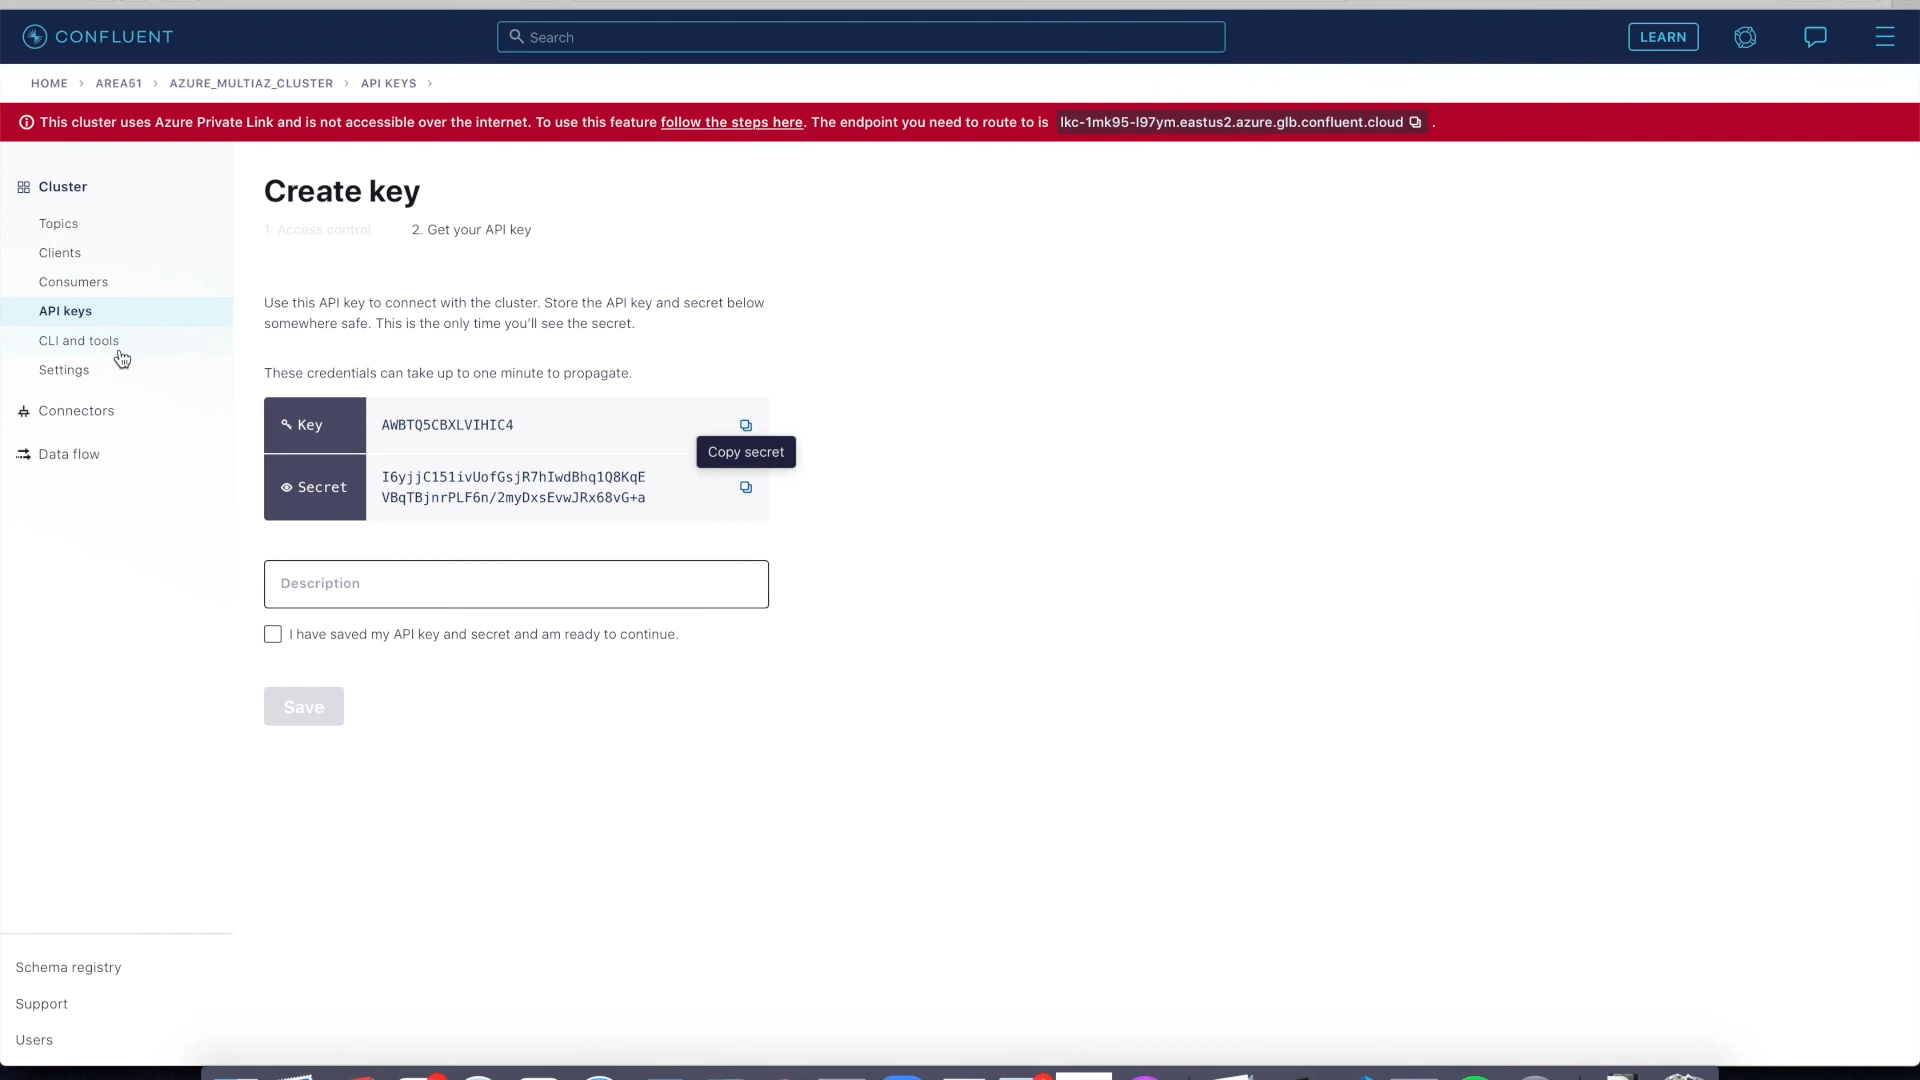 CONFLUENT
Search
LEARN
HOME > AREA51 > AZURE_MULTIAZ_CLUSTER > API KEYS >
This cluster uses Azure Private Link and is not accessible over the internet. To use this feature follow the steps here. The endpoint you need to route to is lkc-1mk95-l97ym.eastus2.azure.glb.confluent.cloud .
Cluster
Topics
Clients
Consumers
API keys
CLI and tools
Settings
Connectors
Data flow
Schema registry
Support
Users
Create key
1. Access control 2. Get your API key
Use this API key to connect with the cluster. Store the API key and secret below
somewhere safe. This is the only time you'll see the secret.
These credentials can take up to one minute to propagate.
Key AWBTQ5CBXLVIHIC4
Copy secret
Secret I6yjjC151ivUofGsjR7hIwdBhq1Q8KqE
VBqTBjnrPLF6n/2myDxsEvwJRx68vG+a
Description
I have saved my API key and secret and am ready to continue.
Save